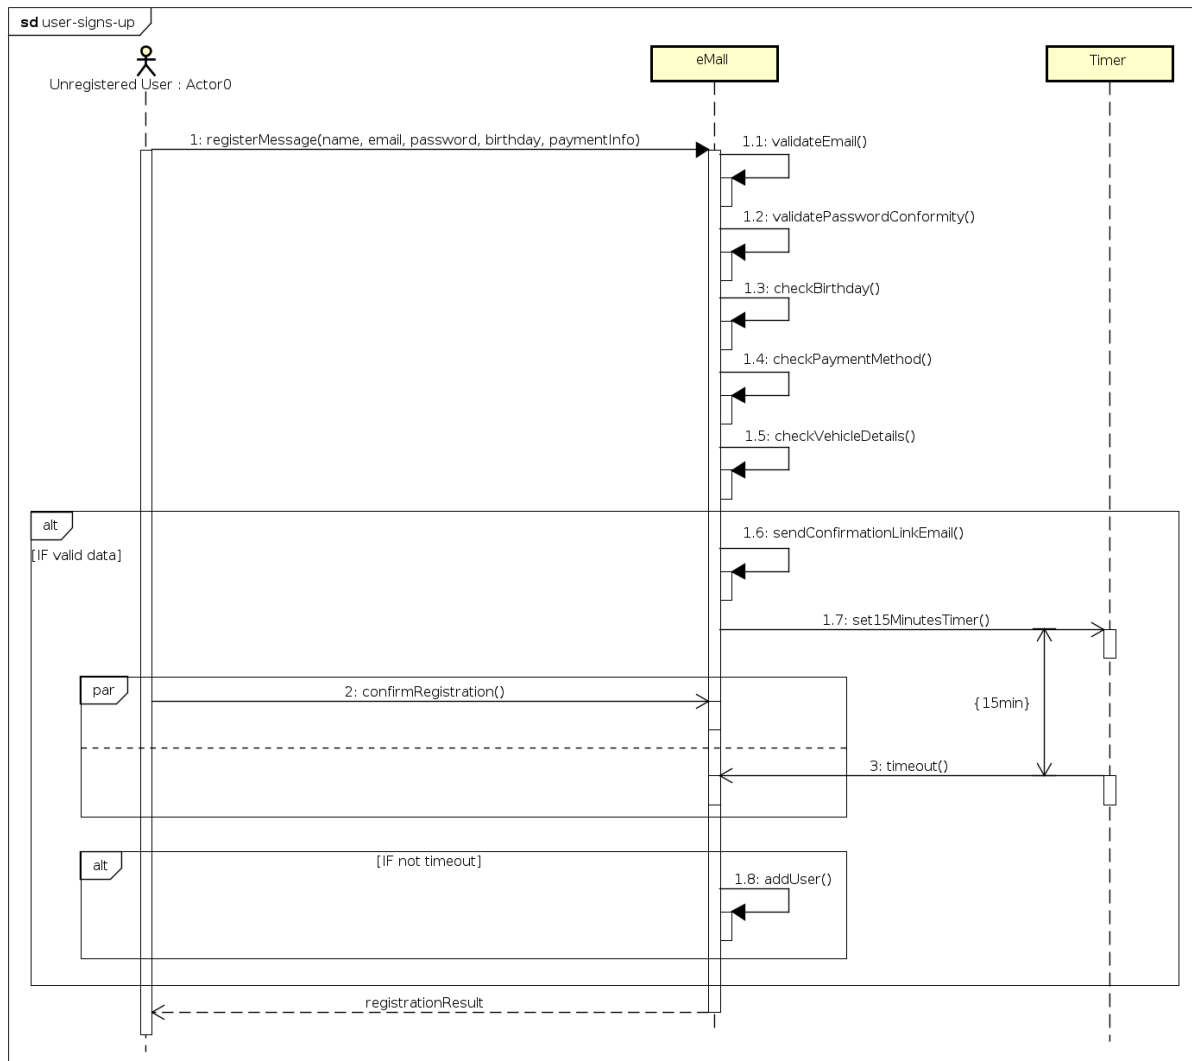 sd user-signs-up
Unregistered User : Actor0
eMall
Timer
1: registerMessage(name, email, password, birthday, paymentInfo)
1.1: validateEmail()
1.2: validatePasswordConformity()
1.3: checkBirthday()
1.4: checkPaymentMethod()
1.5: checkVehicleDetails()
alt
[IF valid data]
1.6: sendConfirmationLinkEmail()
1.7: set15MinutesTimer()
par
2: confirmRegistration()
{15min}
3: timeout()
alt
[IF not timeout]
1.8: addUser()
registrationResult